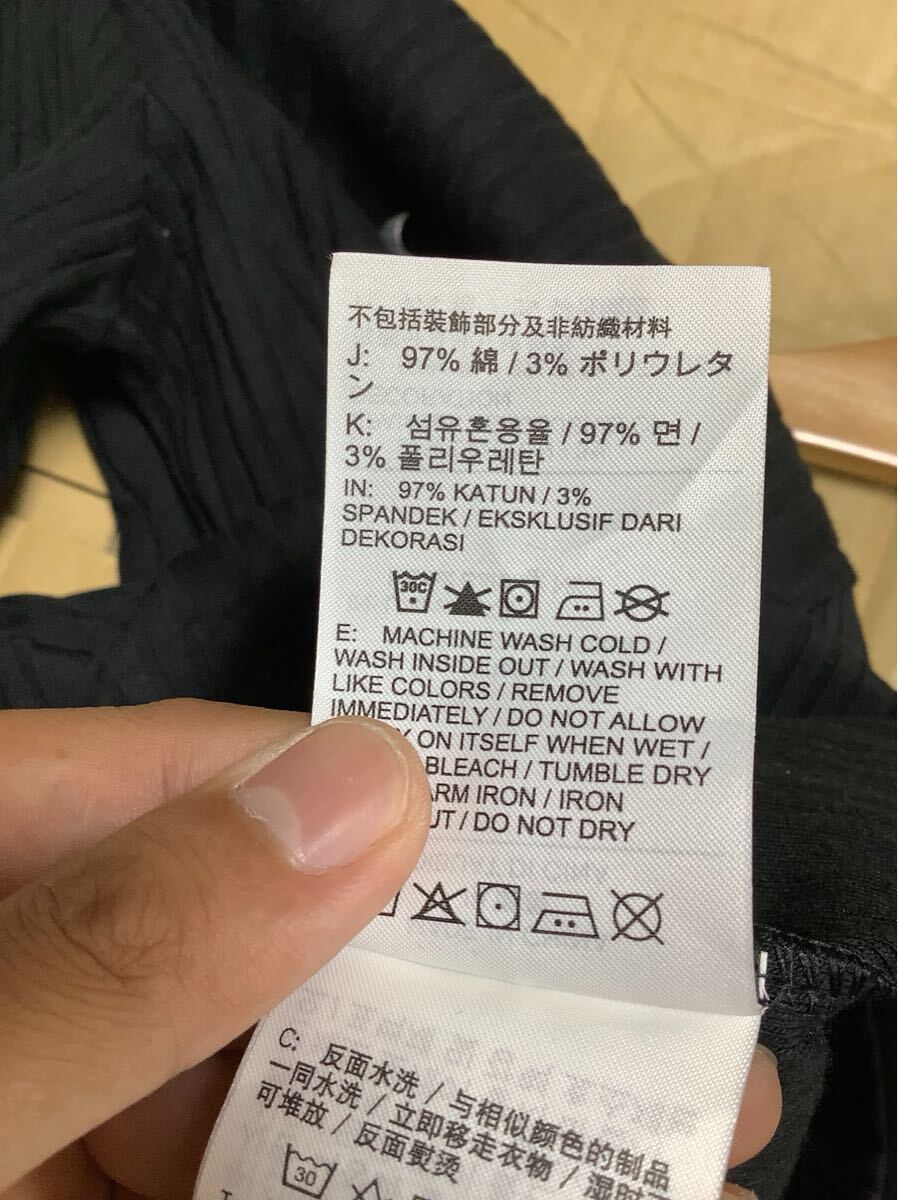 不包括裝飾部分及非紡織材料
J: 97% 綿 / 3% ポリウレタ
ン
K: 섬유혼용율 / 97% 면 /
3% 폴리우레탄
IN: 97% KATUN / 3%
SPANDEK / EKSKLUSIF DARI
DEKORASI
30C
E: MACHINE WASH COLD /
WASH INSIDE OUT / WASH WITH
LIKE COLORS / REMOVE
IMMEDIATELY / DO NOT ALLOW
ON ITSELF WHEN WET /
BLEACH / TUMBLE DRY
IRON / IRON
/ DO NOT DRY
C: 反面水洗 / 与相似颜色的制品
一同水洗 / 立即移走衣物 / 湿时
可堆放 / 反面熨烫
30